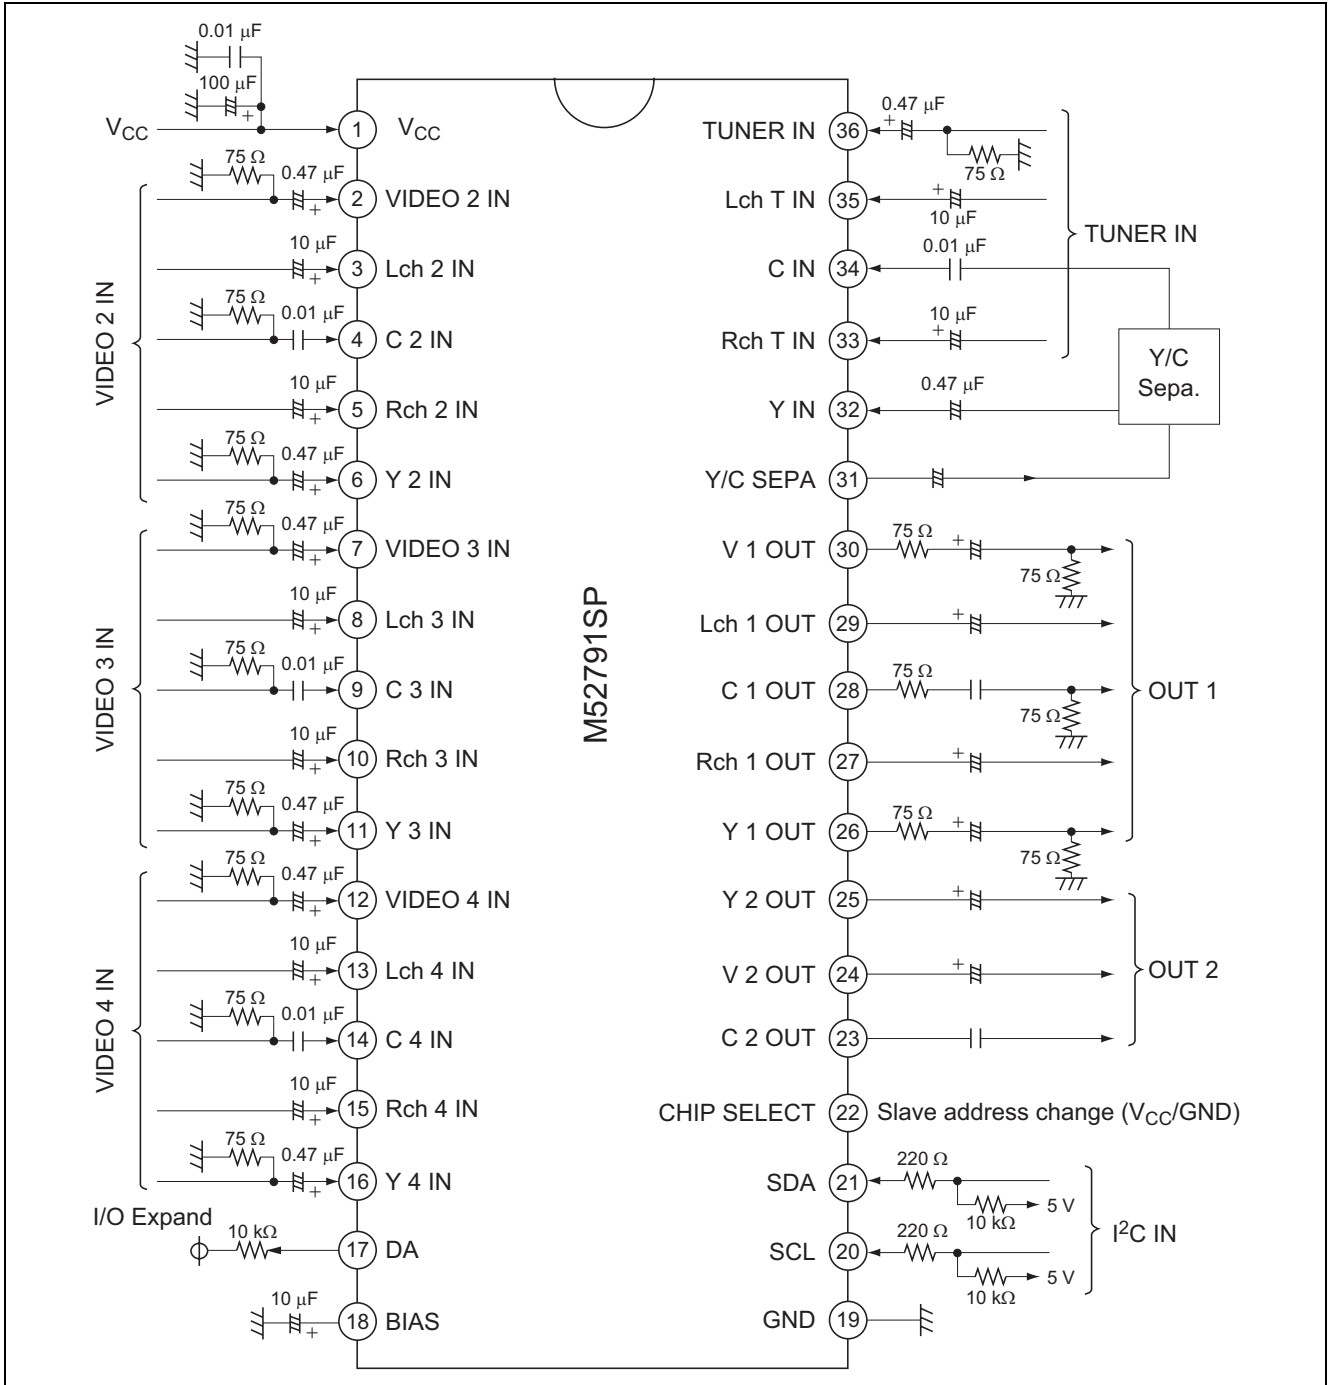 0.01 μF
100 μF
VCC
1
VCC
75 Ω
0.47 μF
2
VIDEO 2 IN
10 μF
3
Lch 2 IN
75 Ω
0.01 μF
4
C 2 IN
10 μF
5
Rch 2 IN
75 Ω
0.47 μF
6
Y 2 IN
VIDEO 2 IN
75 Ω
0.47 μF
7
VIDEO 3 IN
10 μF
8
Lch 3 IN
75 Ω
0.01 μF
9
C 3 IN
10 μF
10
Rch 3 IN
75 Ω
0.47 μF
11
Y 3 IN
VIDEO 3 IN
75 Ω
0.47 μF
12
VIDEO 4 IN
10 μF
13
Lch 4 IN
75 Ω
0.01 μF
14
C 4 IN
10 μF
15
Rch 4 IN
75 Ω
0.47 μF
16
Y 4 IN
VIDEO 4 IN
I/O Expand
10 kΩ
17
DA
10 μF
18
BIAS
M52791SP
TUNER IN
36
0.47 μF
75 Ω
Lch T IN
35
10 μF
C IN
34
0.01 μF
Rch T IN
33
10 μF
TUNER IN
Y IN
32
0.47 μF
Y/C
Sepa.
Y/C SEPA
31
V 1 OUT
30
75 Ω
75 Ω
Lch 1 OUT
29
C 1 OUT
28
75 Ω
75 Ω
Rch 1 OUT
27
Y 1 OUT
26
75 Ω
75 Ω
OUT 1
Y 2 OUT
25
V 2 OUT
24
C 2 OUT
23
OUT 2
CHIP SELECT
22
Slave address change (VCC/GND)
SDA
21
220 Ω
10 kΩ
5 V
SCL
20
220 Ω
10 kΩ
5 V
I2C IN
GND
19